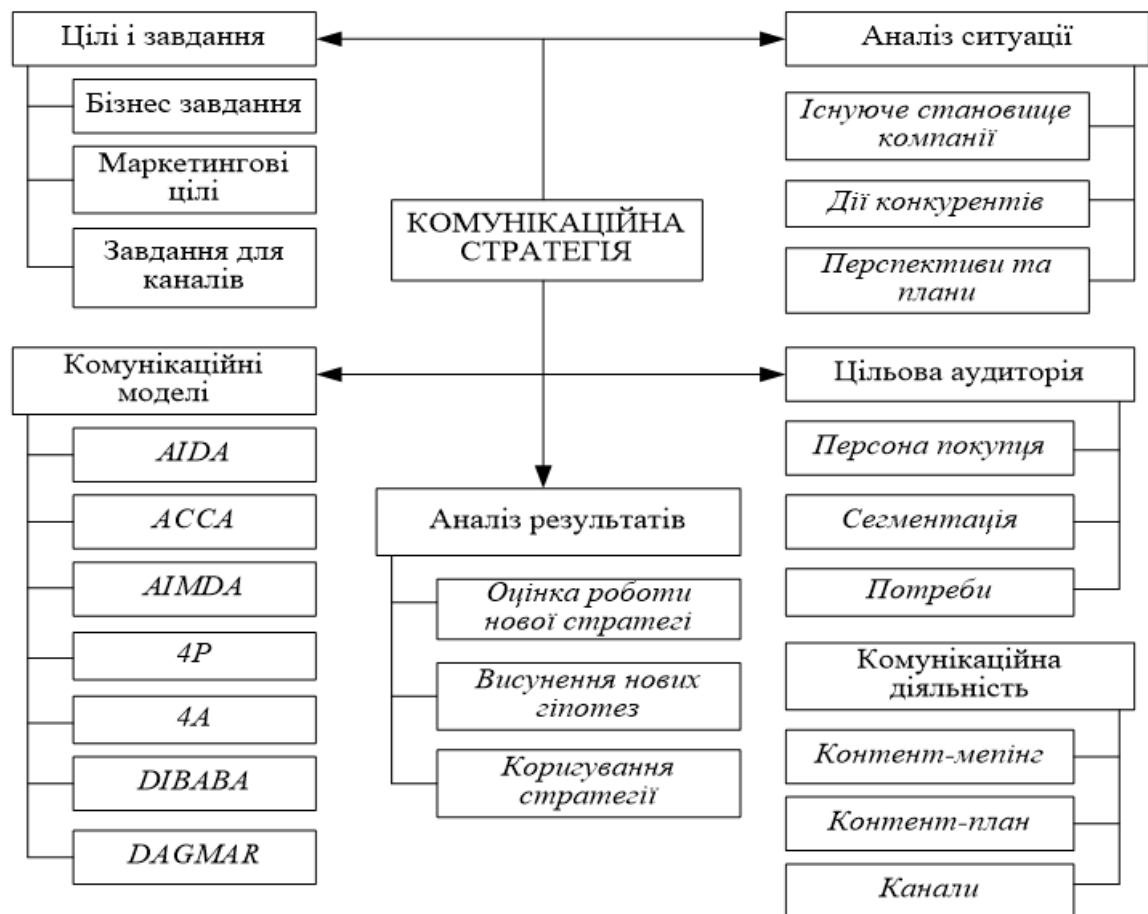 Цілі і завдання
Бізнес завдання
Маркетингові
цілі
Завдання для
каналів
Аналіз ситуації
Існуюче становище
компанії
Дії конкурентів
Перспективи та
плани
КОМУНІКАЦІЙНА
СТРАТЕГІЯ
Комунікаційні
моделі
AIDA
ACCA
AIMDA
4P
4A
DIBABA
DAGMAR
Аналіз результатів
Оцінка роботи
нової стратегі
Висунення нових
гіпотез
Коригування
стратегії
Цільова аудиторія
Персона покупця
Сегментація
Потреби
Комунікаційна
діяльність
Контент-мепінг
Контент-план
Канали